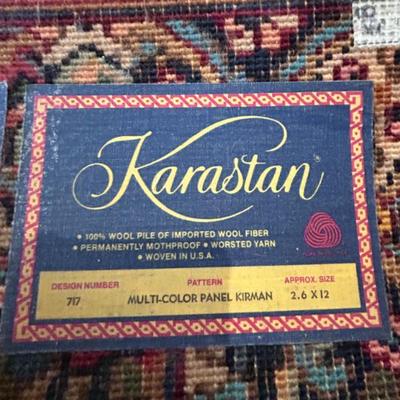 Karastan
• 100% WOOL PILE OF IMPORTED WOOL FIBER
• PERMANENTLY MOTHPROOF • WORSTED YARN
• WOVEN IN U.S.A.
DESIGN NUMBER PATTERN APPROX. SIZE
717 MULTI-COLOR PANEL KIRMAN 2.6 X 12